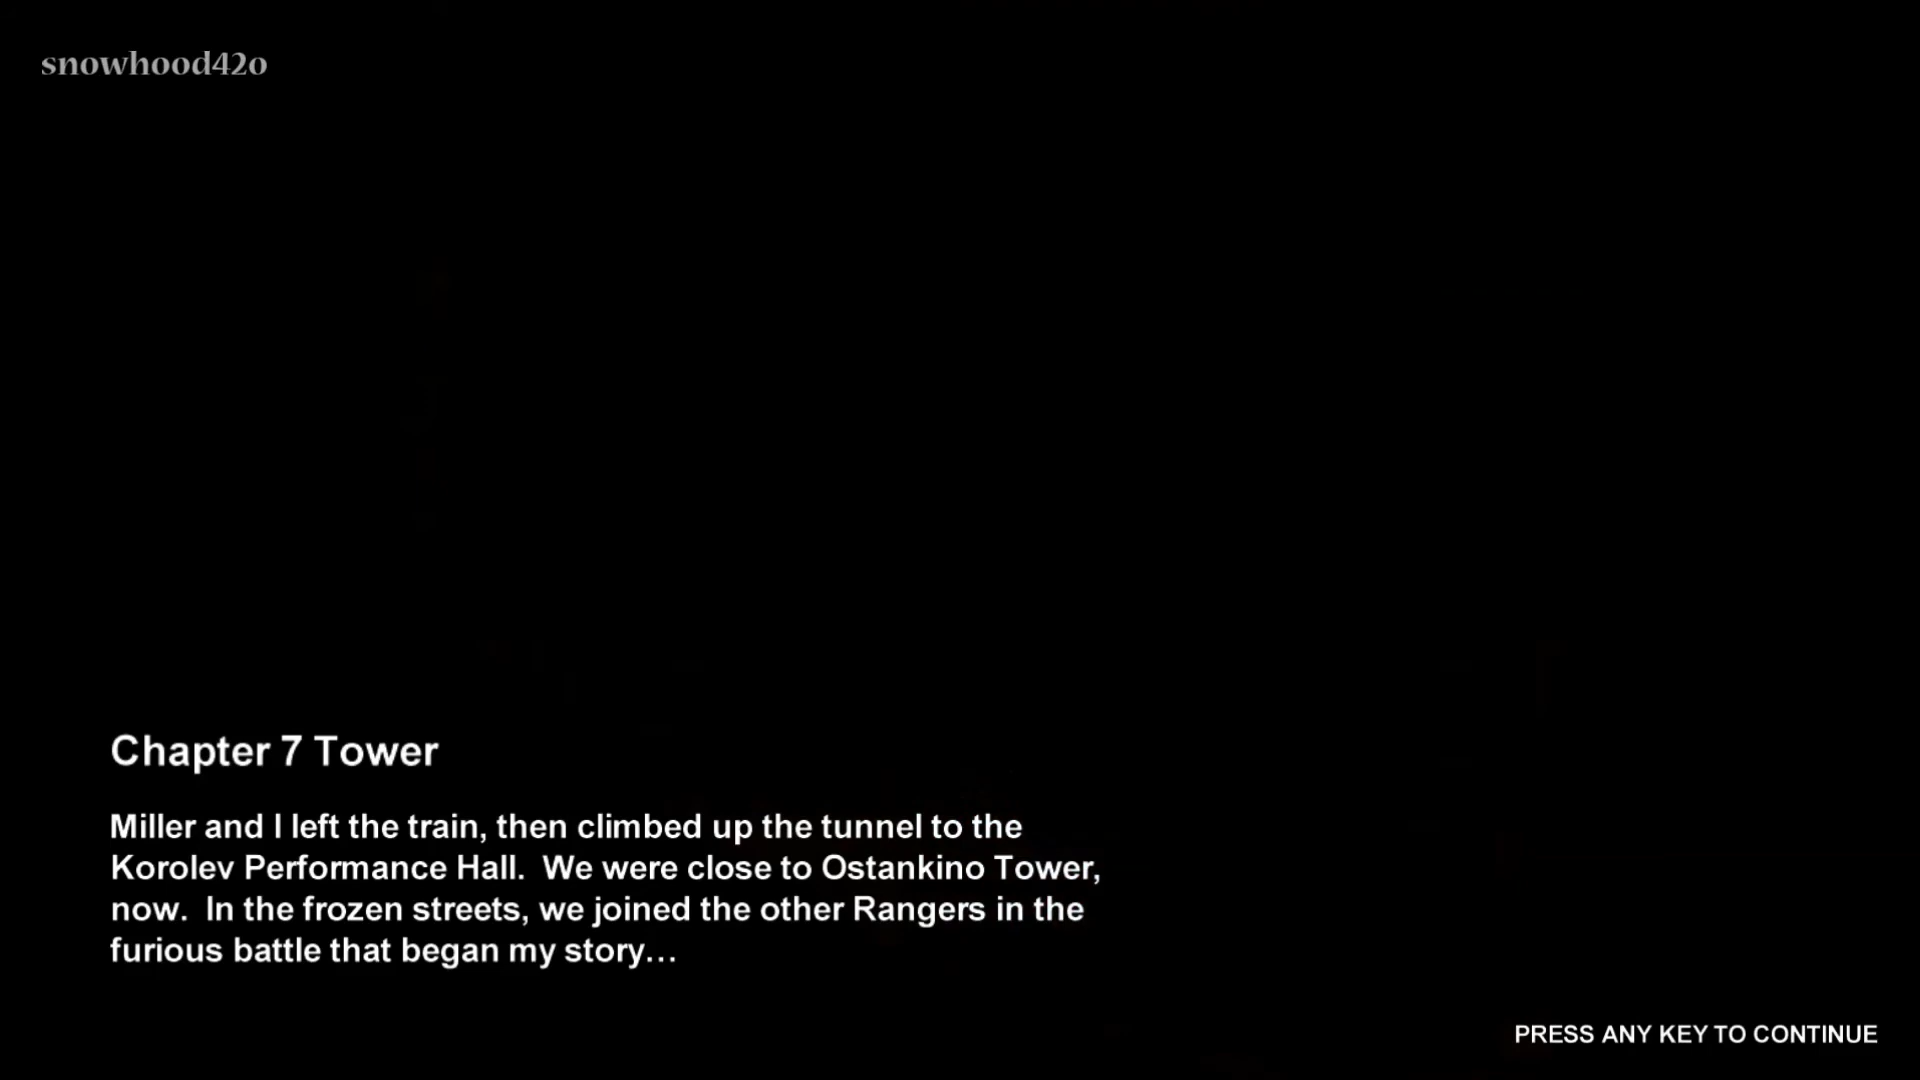 snowhood42o
Chapter 7 Tower
Miller and I left the train, then climbed up the tunnel to the
Korolev Performance Hall.  We were close to Ostankino Tower,
now.  In the frozen streets, we joined the other Rangers in the
furious battle that began my story…
PRESS ANY KEY TO CONTINUE